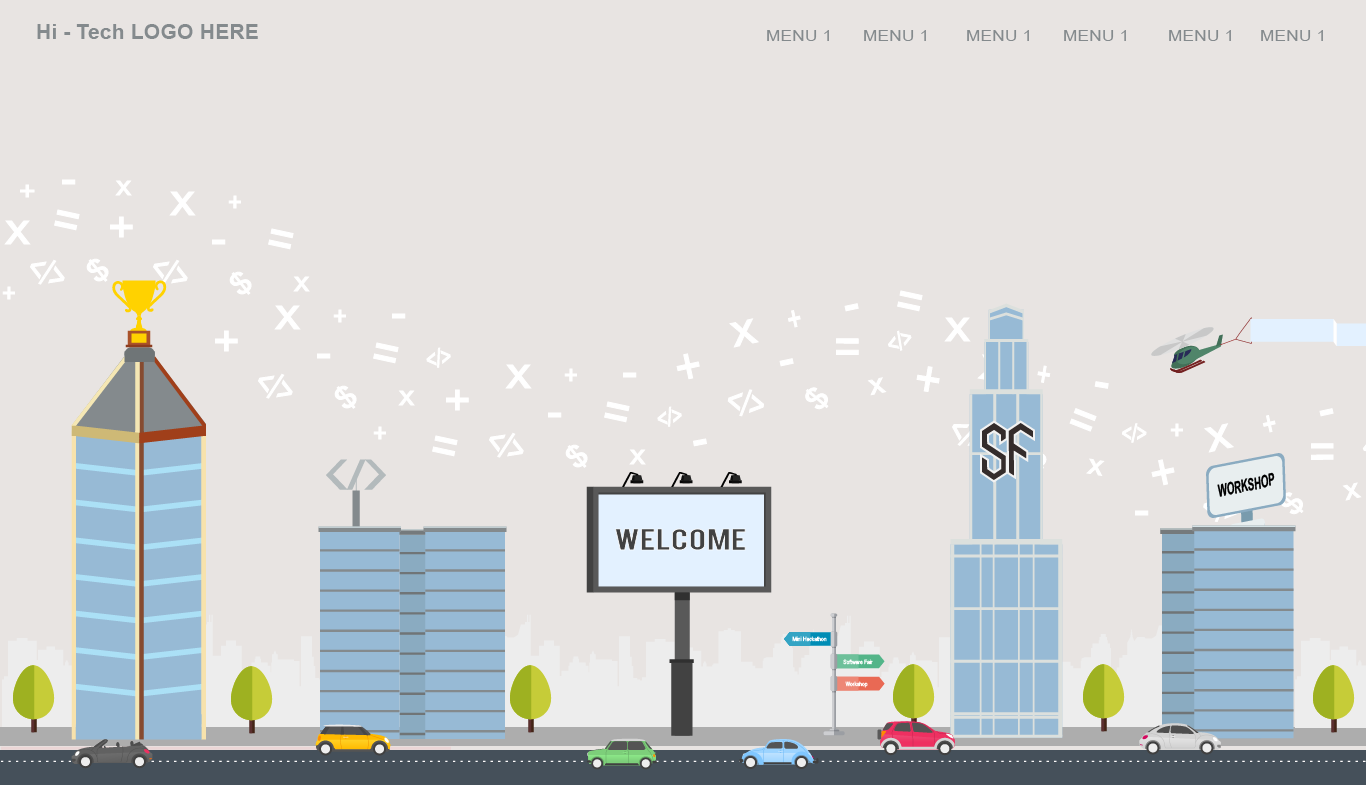 Hi - Tech LOGO HERE
MENU 1 MENU 1 MENU 1 MENU 1 MENU 1 MENU 1
SF
WORKSHOP
WELCOME
Mini Hackathon
Software Fair
Workshop